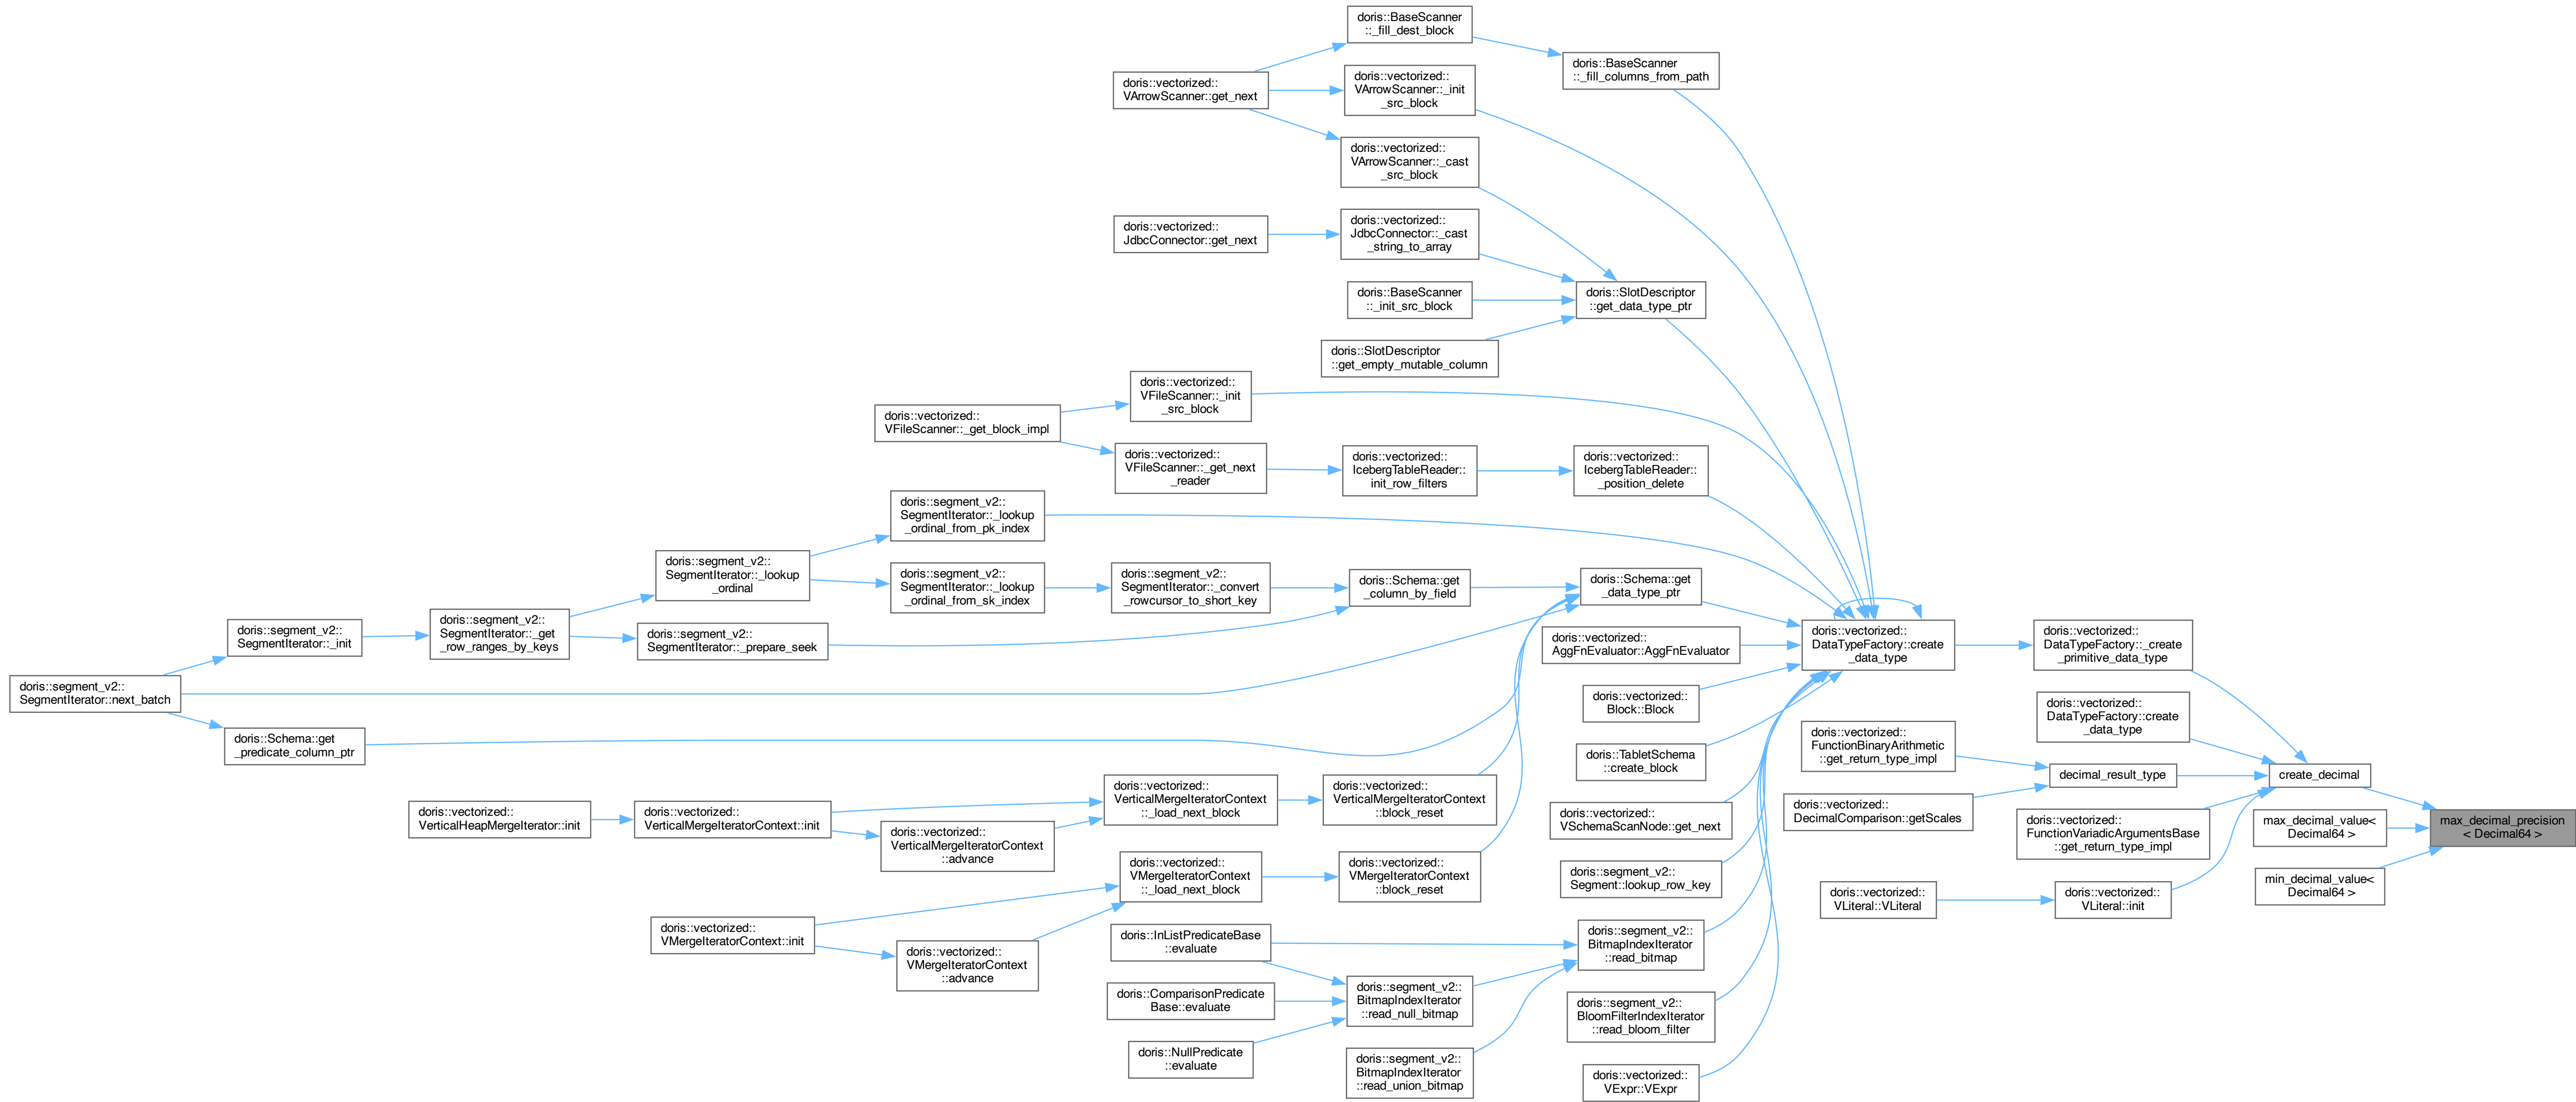 doris::BaseScanner
::_fill_dest_block
doris::BaseScanner
::_fill_columns_from_path
doris::vectorized::
VArrowScanner::get_next
doris::vectorized::
VArrowScanner::_init
_src_block
doris::vectorized::
VArrowScanner::_cast
_src_block
doris::vectorized::
JdbcConnector::get_next
doris::vectorized::
JdbcConnector::_cast
_string_to_array
doris::BaseScanner
::_init_src_block
doris::SlotDescriptor
::get_data_type_ptr
doris::SlotDescriptor
::get_empty_mutable_column
doris::vectorized::
VFileScanner::_init
_src_block
doris::vectorized::
VFileScanner::_get_block_impl
doris::vectorized::
VFileScanner::_get_next
_reader
doris::vectorized::
IcebergTableReader::
init_row_filters
doris::vectorized::
IcebergTableReader::
_position_delete
doris::segment_v2::
SegmentIterator::_lookup
_ordinal_from_pk_index
doris::segment_v2::
SegmentIterator::_lookup
_ordinal
doris::segment_v2::
SegmentIterator::_lookup
_ordinal_from_sk_index
doris::segment_v2::
SegmentIterator::_convert
_rowcursor_to_short_key
doris::Schema::get
_column_by_field
doris::Schema::get
_data_type_ptr
doris::segment_v2::
SegmentIterator::_init
doris::segment_v2::
SegmentIterator::_get
_row_ranges_by_keys
doris::segment_v2::
SegmentIterator::_prepare_seek
doris::vectorized::
AggFnEvaluator::AggFnEvaluator
doris::vectorized::
DataTypeFactory::create
_data_type
doris::vectorized::
DataTypeFactory::_create
_primitive_data_type
doris::segment_v2::
SegmentIterator::next_batch
doris::vectorized::
Block::Block
doris::vectorized::
DataTypeFactory::create
_data_type
doris::Schema::get
_predicate_column_ptr
doris::TabletSchema
::create_block
doris::vectorized::
FunctionBinaryArithmetic
::get_return_type_impl
decimal_result_type
create_decimal
doris::vectorized::
VerticalHeapMergeIterator::init
doris::vectorized::
VerticalMergeIteratorContext::init
doris::vectorized::
VerticalMergeIteratorContext
::_load_next_block
doris::vectorized::
VerticalMergeIteratorContext
::block_reset
doris::vectorized::
VSchemaScanNode::get_next
doris::vectorized::
DecimalComparison::getScales
doris::vectorized::
FunctionVariadicArgumentsBase
::get_return_type_impl
max_decimal_value<
Decimal64 >
max_decimal_precision
< Decimal64 >
doris::vectorized::
VerticalMergeIteratorContext
::advance
doris::vectorized::
VMergeIteratorContext
::_load_next_block
doris::vectorized::
VMergeIteratorContext
::block_reset
doris::segment_v2::
Segment::lookup_row_key
doris::vectorized::
VLiteral::VLiteral
doris::vectorized::
VLiteral::init
min_decimal_value<
Decimal64 >
doris::vectorized::
VMergeIteratorContext::init
doris::vectorized::
VMergeIteratorContext
::advance
doris::InListPredicateBase
::evaluate
doris::segment_v2::
BitmapIndexIterator
::read_bitmap
doris::ComparisonPredicate
Base::evaluate
doris::segment_v2::
BitmapIndexIterator
::read_null_bitmap
doris::segment_v2::
BloomFilterIndexIterator
::read_bloom_filter
doris::NullPredicate
::evaluate
doris::segment_v2::
BitmapIndexIterator
::read_union_bitmap
doris::vectorized::
VExpr::VExpr